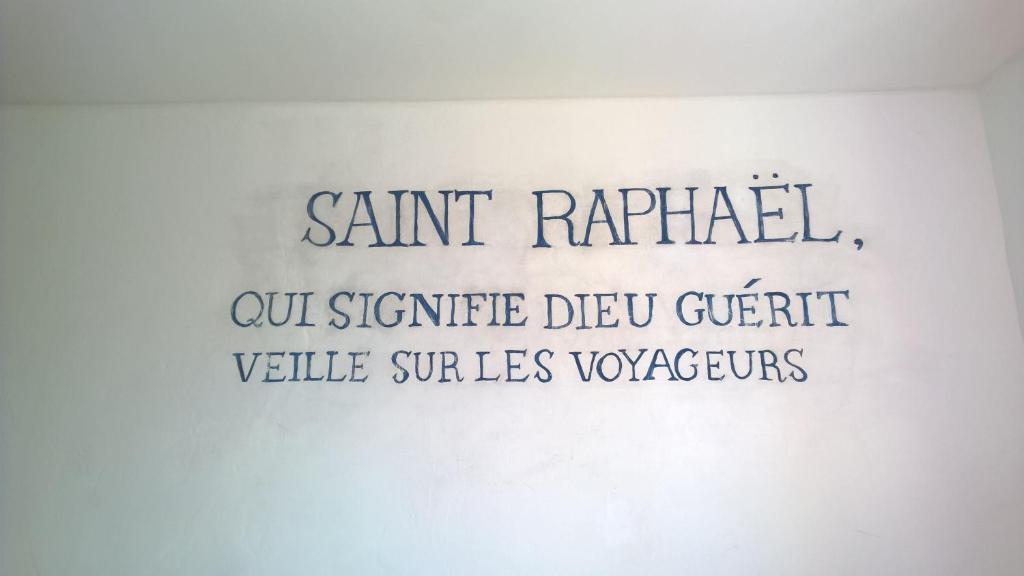 SAINT RAPHAËL,
QUI SIGNIFIE DIEU GUÉRIT
VEILLE SUR LES VOYAGEURS